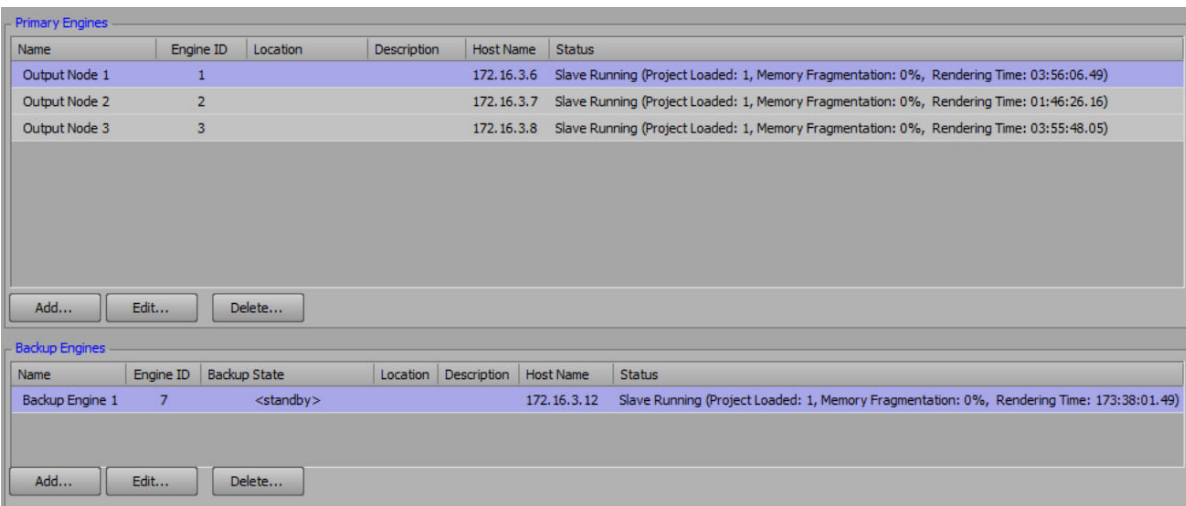 Primary Engines
Name Engine ID Location Description Host Name Status
Output Node 1 1 172.16.3.6 Slave Running (Project Loaded: 1, Memory Fragmentation: 0%, Rendering Time: 03:56:06.49)
Output Node 2 2 172.16.3.7 Slave Running (Project Loaded: 1, Memory Fragmentation: 0%, Rendering Time: 01:46:26.16)
Output Node 3 3 172.16.3.8 Slave Running (Project Loaded: 1, Memory Fragmentation: 0%, Rendering Time: 03:55:48.05)
Add... Edit... Delete...
Backup Engines
Name Engine ID Backup State Location Description Host Name Status
Backup Engine 1 7 <standby> 172.16.3.12 Slave Running (Project Loaded: 1, Memory Fragmentation: 0%, Rendering Time: 173:38:01.49)
Add... Edit... Delete...